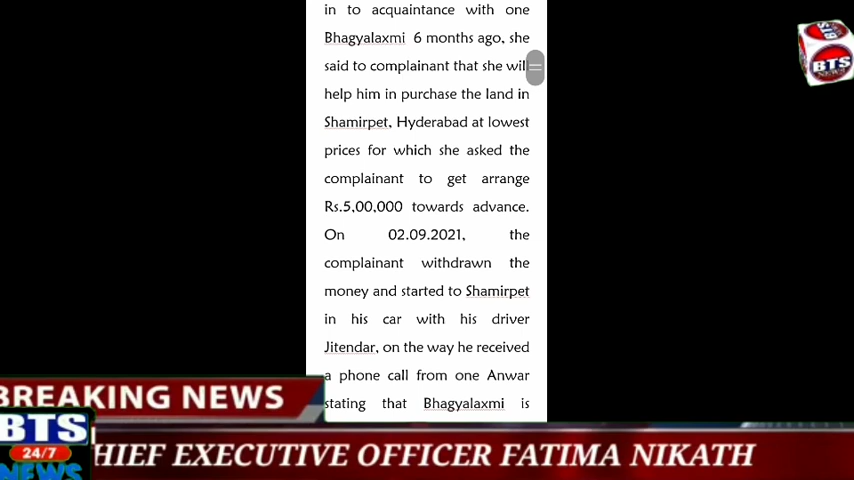 in to acquaintance with one
Bhagyalaxmi 6 months ago, she
said to complainant that she will
help him in purchase the land in
Shamirpet, Hyderabad at lowest
prices for which she asked the
complainant to get arrange
Rs.5,00,000 towards advance.
On 02.09.2021, the
complainant withdrawn the
money and started to Shamirpet
in his car with his driver
Jitendar, on the way he received
a phone call from one Anwar
stating that Bhagyalaxmi is
BTS
NEWS
BREAKING NEWS
BTS
24/7
NEWS
HIEF EXECUTIVE OFFICER FATIMA NIKATH